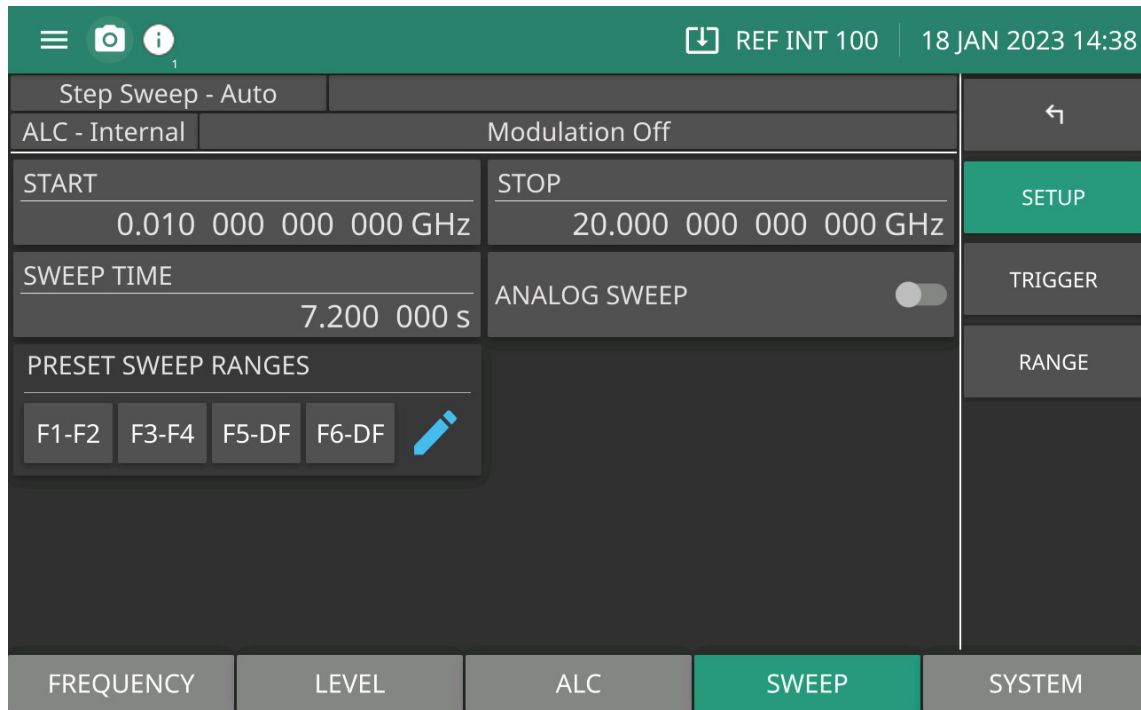 i
1
REF INT 100
18 JAN 2023 14:38
Step Sweep - Auto
ALC - Internal
Modulation Off
START
0.010 000 000 000 GHz
STOP
20.000 000 000 000 GHz
SWEEP TIME
7.200 000 s
ANALOG SWEEP
PRESET SWEEP RANGES
F1-F2 F3-F4 F5-DF F6-DF
SETUP
TRIGGER
RANGE
FREQUENCY LEVEL ALC SWEEP SYSTEM